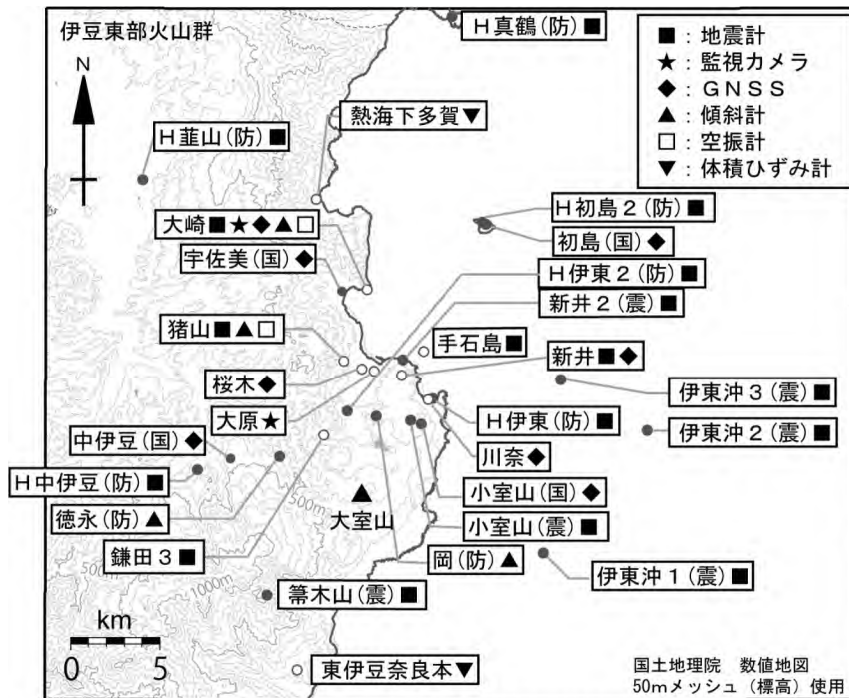 伊豆東部火山群
N
H真鶴(防)■
■：地震計
★：監視カメラ
◆：GNSS
▲：傾斜計
□：空振計
▼：体積ひずみ計
熱海下多賀▼
H韮山(防)■
H初島2(防)■
大崎■★◆▲□
初島(国)◆
宇佐美(国)◆
H伊東2(防)■
新井2(震)■
猪山■▲□
手石島■
新井■◆
桜木◆
伊東沖3(震)■
大原★
H伊東(防)■
伊東沖2(震)■
中伊豆(国)◆
川奈◆
H中伊豆(防)■
小室山(国)◆
徳永(防)▲
500m
大室山
小室山(震)■
鎌田3■
岡(防)▲
500m
伊東沖1(震)■
1000m
箒木山(震)■
km
0 5
東伊豆奈良本▼
国土地理院 数値地図
50mメッシュ（標高）使用